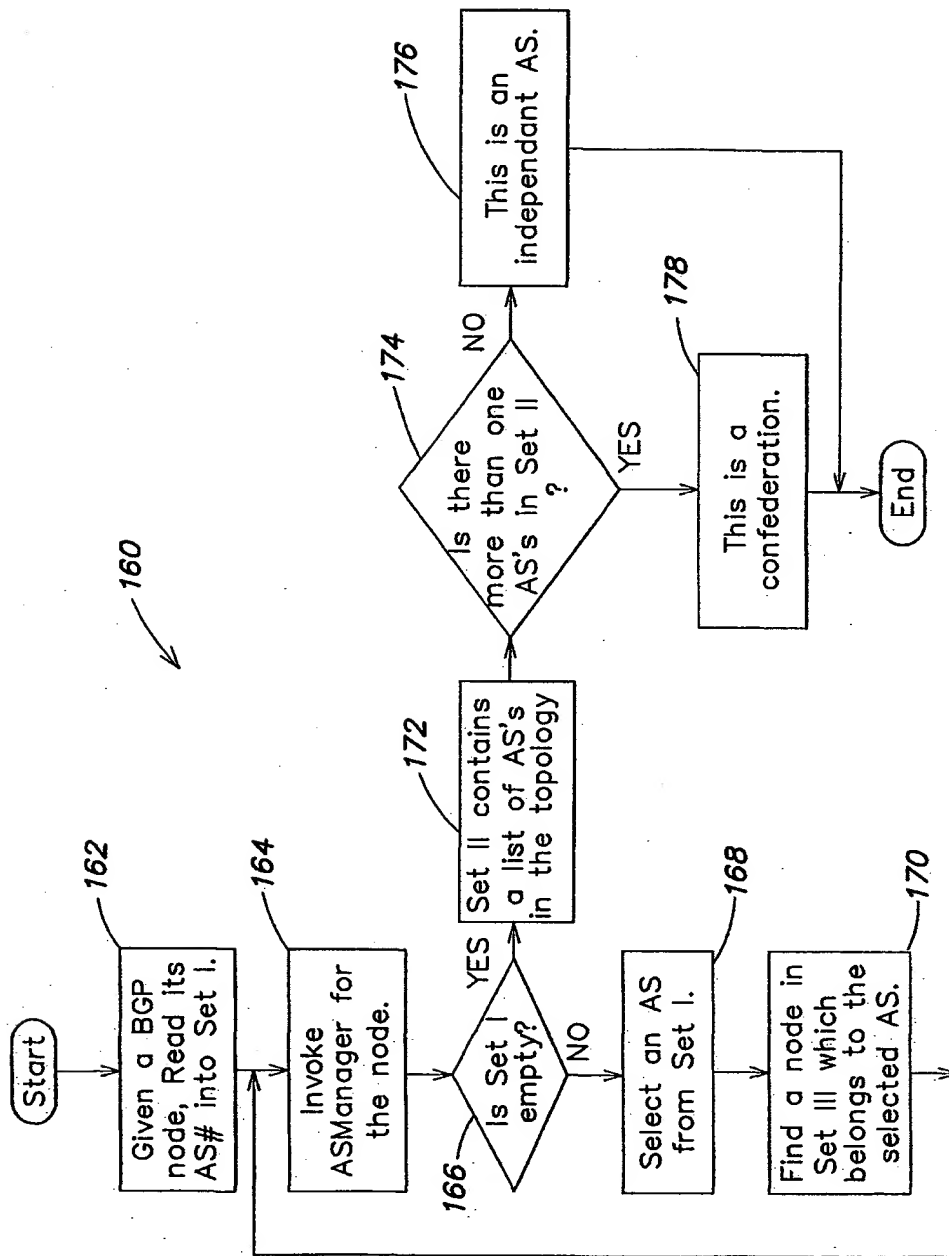 160
Start
162
Given a BGP
node, Read its
AS# into Set I.
164
Invoke
ASManager for
the node.
166
Is Set I
empty?
YES
NO
168
Select an AS
from Set I.
170
Find a node in
Set III which
belongs to the
selected AS.
172
Set II contains
a list of AS's
in the topology
174
Is there
more than one
AS's in Set II
?
NO
YES
176
This is an
independant AS.
178
This is a
confederation.
End